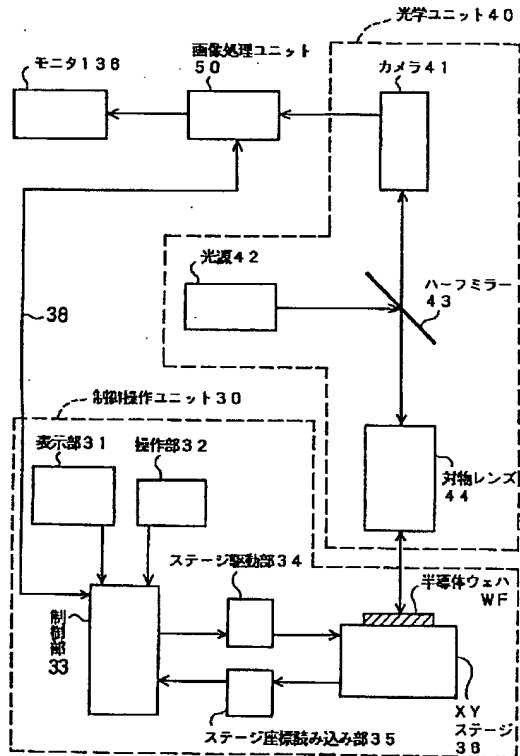 光学ユニット40
画像処理ユニット
50
モニタ136
カメラ41
光源42
ハーフミラー
43
38
制御操作ユニット30
表示部31
操作部32
対物レンズ
44
ステージ駆動部34
半導体ウェハ
WF
制御部
33
ステージ座標読み込み部35
XY
ステージ
36